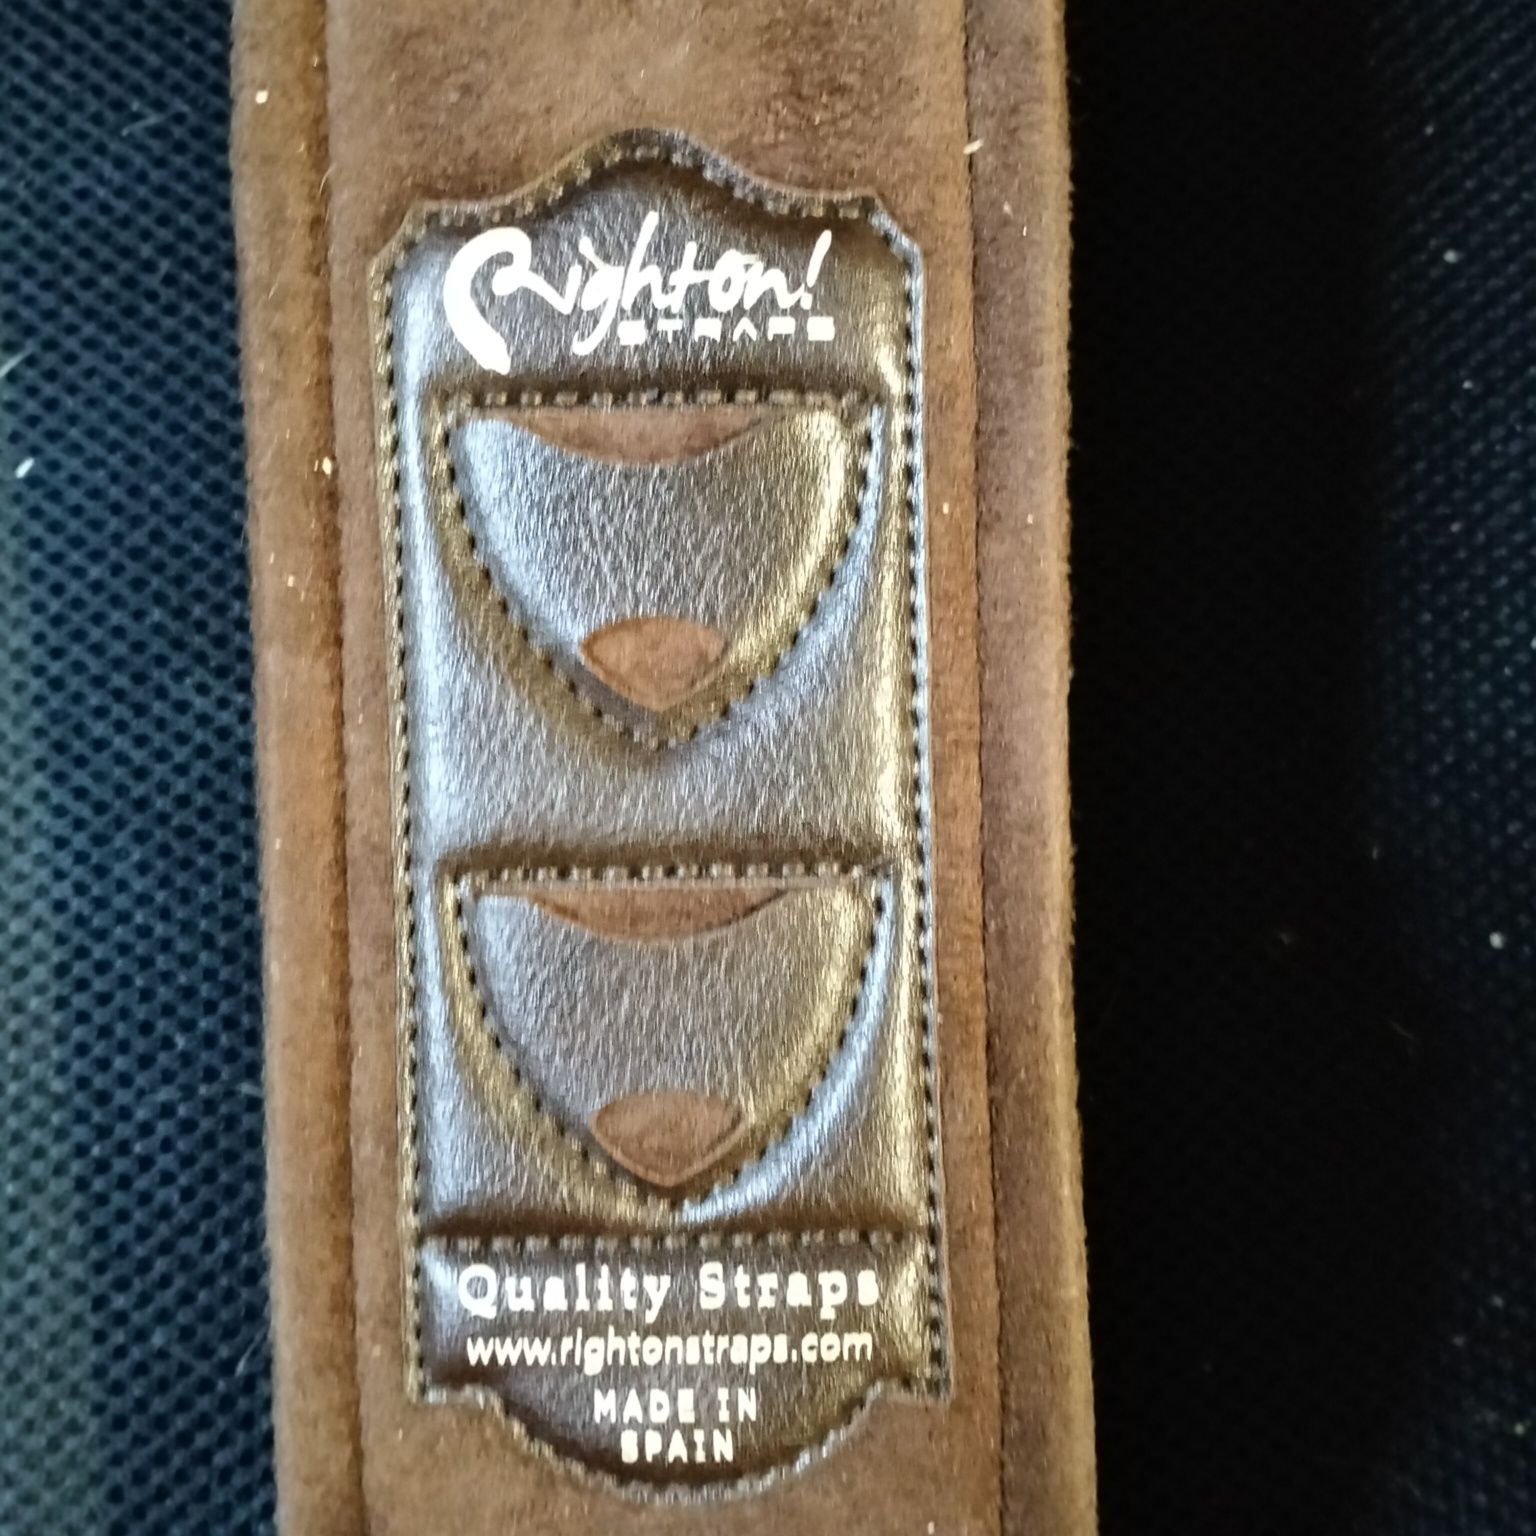 Righton!
STRAPS
Quality Straps
www.rightonstraps.com
MADE IN
SPAIN